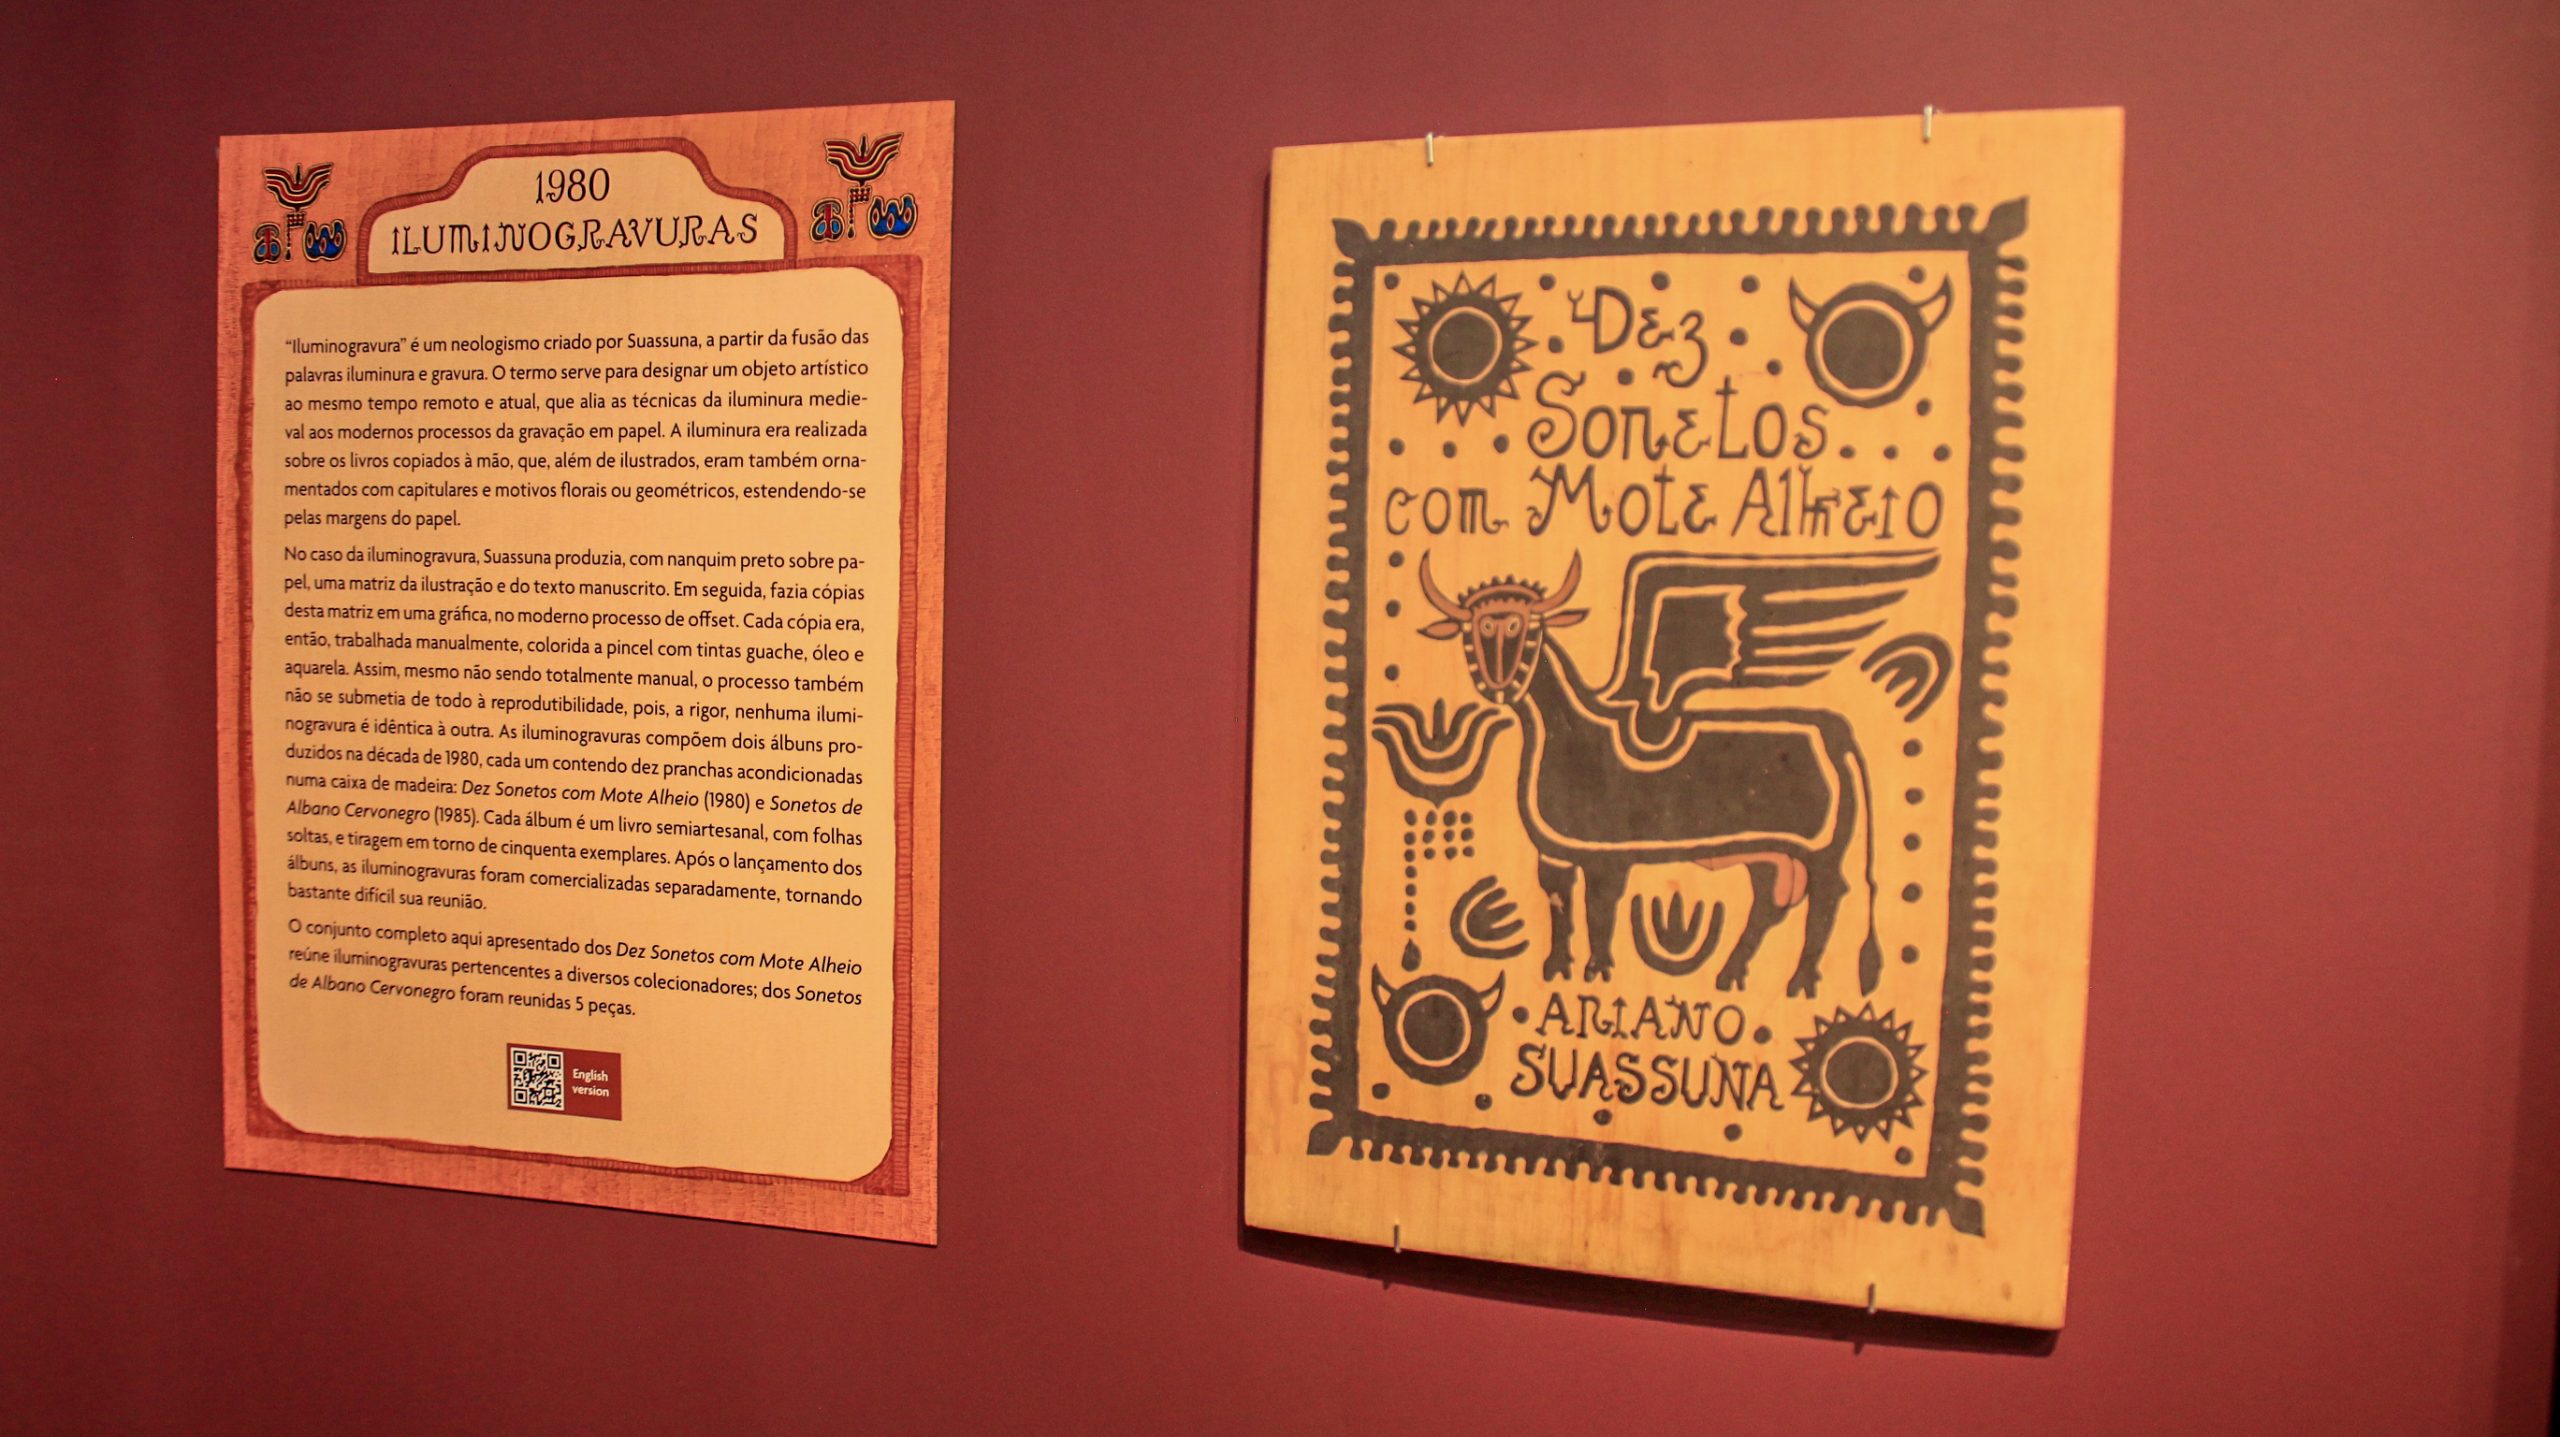 1980
ILUMINOGRAVURAS
“Iluminogravura” é um neologismo criado por Suassuna, a partir da fusão das
palavras iluminura e gravura. O termo serve para designar um objeto artístico
ao mesmo tempo remoto e atual, que alia as técnicas da iluminura medie-
val aos modernos processos da gravação em papel. A iluminura era realizada
sobre os livros copiados à mão, que, além de ilustrados, eram também orna-
mentados com capitulares e motivos florais ou geométricos, estendendo-se
pelas margens do papel.
No caso da iluminogravura, Suassuna produzia, com nanquim preto sobre pa-
pel, uma matriz da ilustração e do texto manuscrito. Em seguida, fazia cópias
desta matriz em uma gráfica, no moderno processo de offset. Cada cópia era,
então, trabalhada manualmente, colorida a pincel com tintas guache, óleo e
aquarela. Assim, mesmo não sendo totalmente manual, o processo também
não se submetia de todo à reprodutibilidade, pois, a rigor, nenhuma ilumi-
nogravura é idêntica à outra. As iluminogravuras compõem dois álbuns pro-
duzidos na década de 1980, cada um contendo dez pranchas acondicionadas
numa caixa de madeira: Dez Sonetos com Mote Alheio (1980) e Sonetos de
Albano Cervonegro (1985). Cada álbum é um livro semiartesanal, com folhas
soltas, e tiragem em torno de cinquenta exemplares. Após o lançamento dos
álbuns, as iluminogravuras foram comercializadas separadamente, tornando
bastante difícil sua reunião.
O conjunto completo aqui apresentado dos Dez Sonetos com Mote Alheio
reúne iluminogravuras pertencentes a diversos colecionadores; dos Sonetos
de Albano Cervonegro foram reunidas 5 peças.
English
version
Dez
Sonetos
com Mote Alheio
ARIANO
SUASSUNA